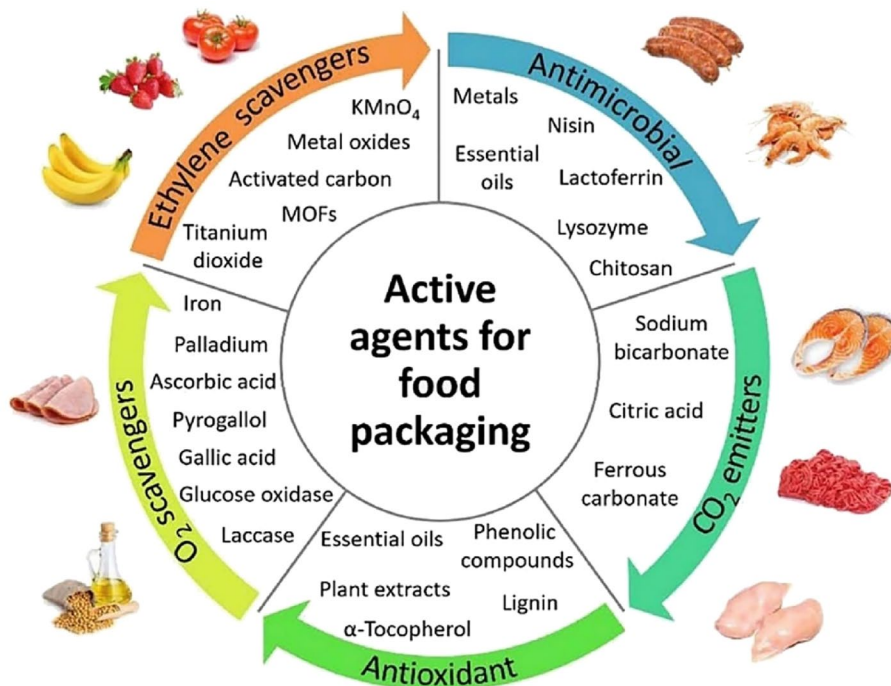 Active
agents for
food
packaging
Antimicrobial
Metals
Nisin
Essential
oils
Lactoferrin
Lysozyme
Chitosan
CO₂ emitters
Sodium
bicarbonate
Citric acid
Ferrous
carbonate
Antioxidant
Essential oils
Phenolic
compounds
Plant extracts
Lignin
α-Tocopherol
O₂ scavengers
Iron
Palladium
Ascorbic acid
Pyrogallol
Gallic acid
Glucose oxidase
Laccase
Ethylene scavengers
KMnO₄
Metal oxides
Activated carbon
MOFs
Titanium
dioxide